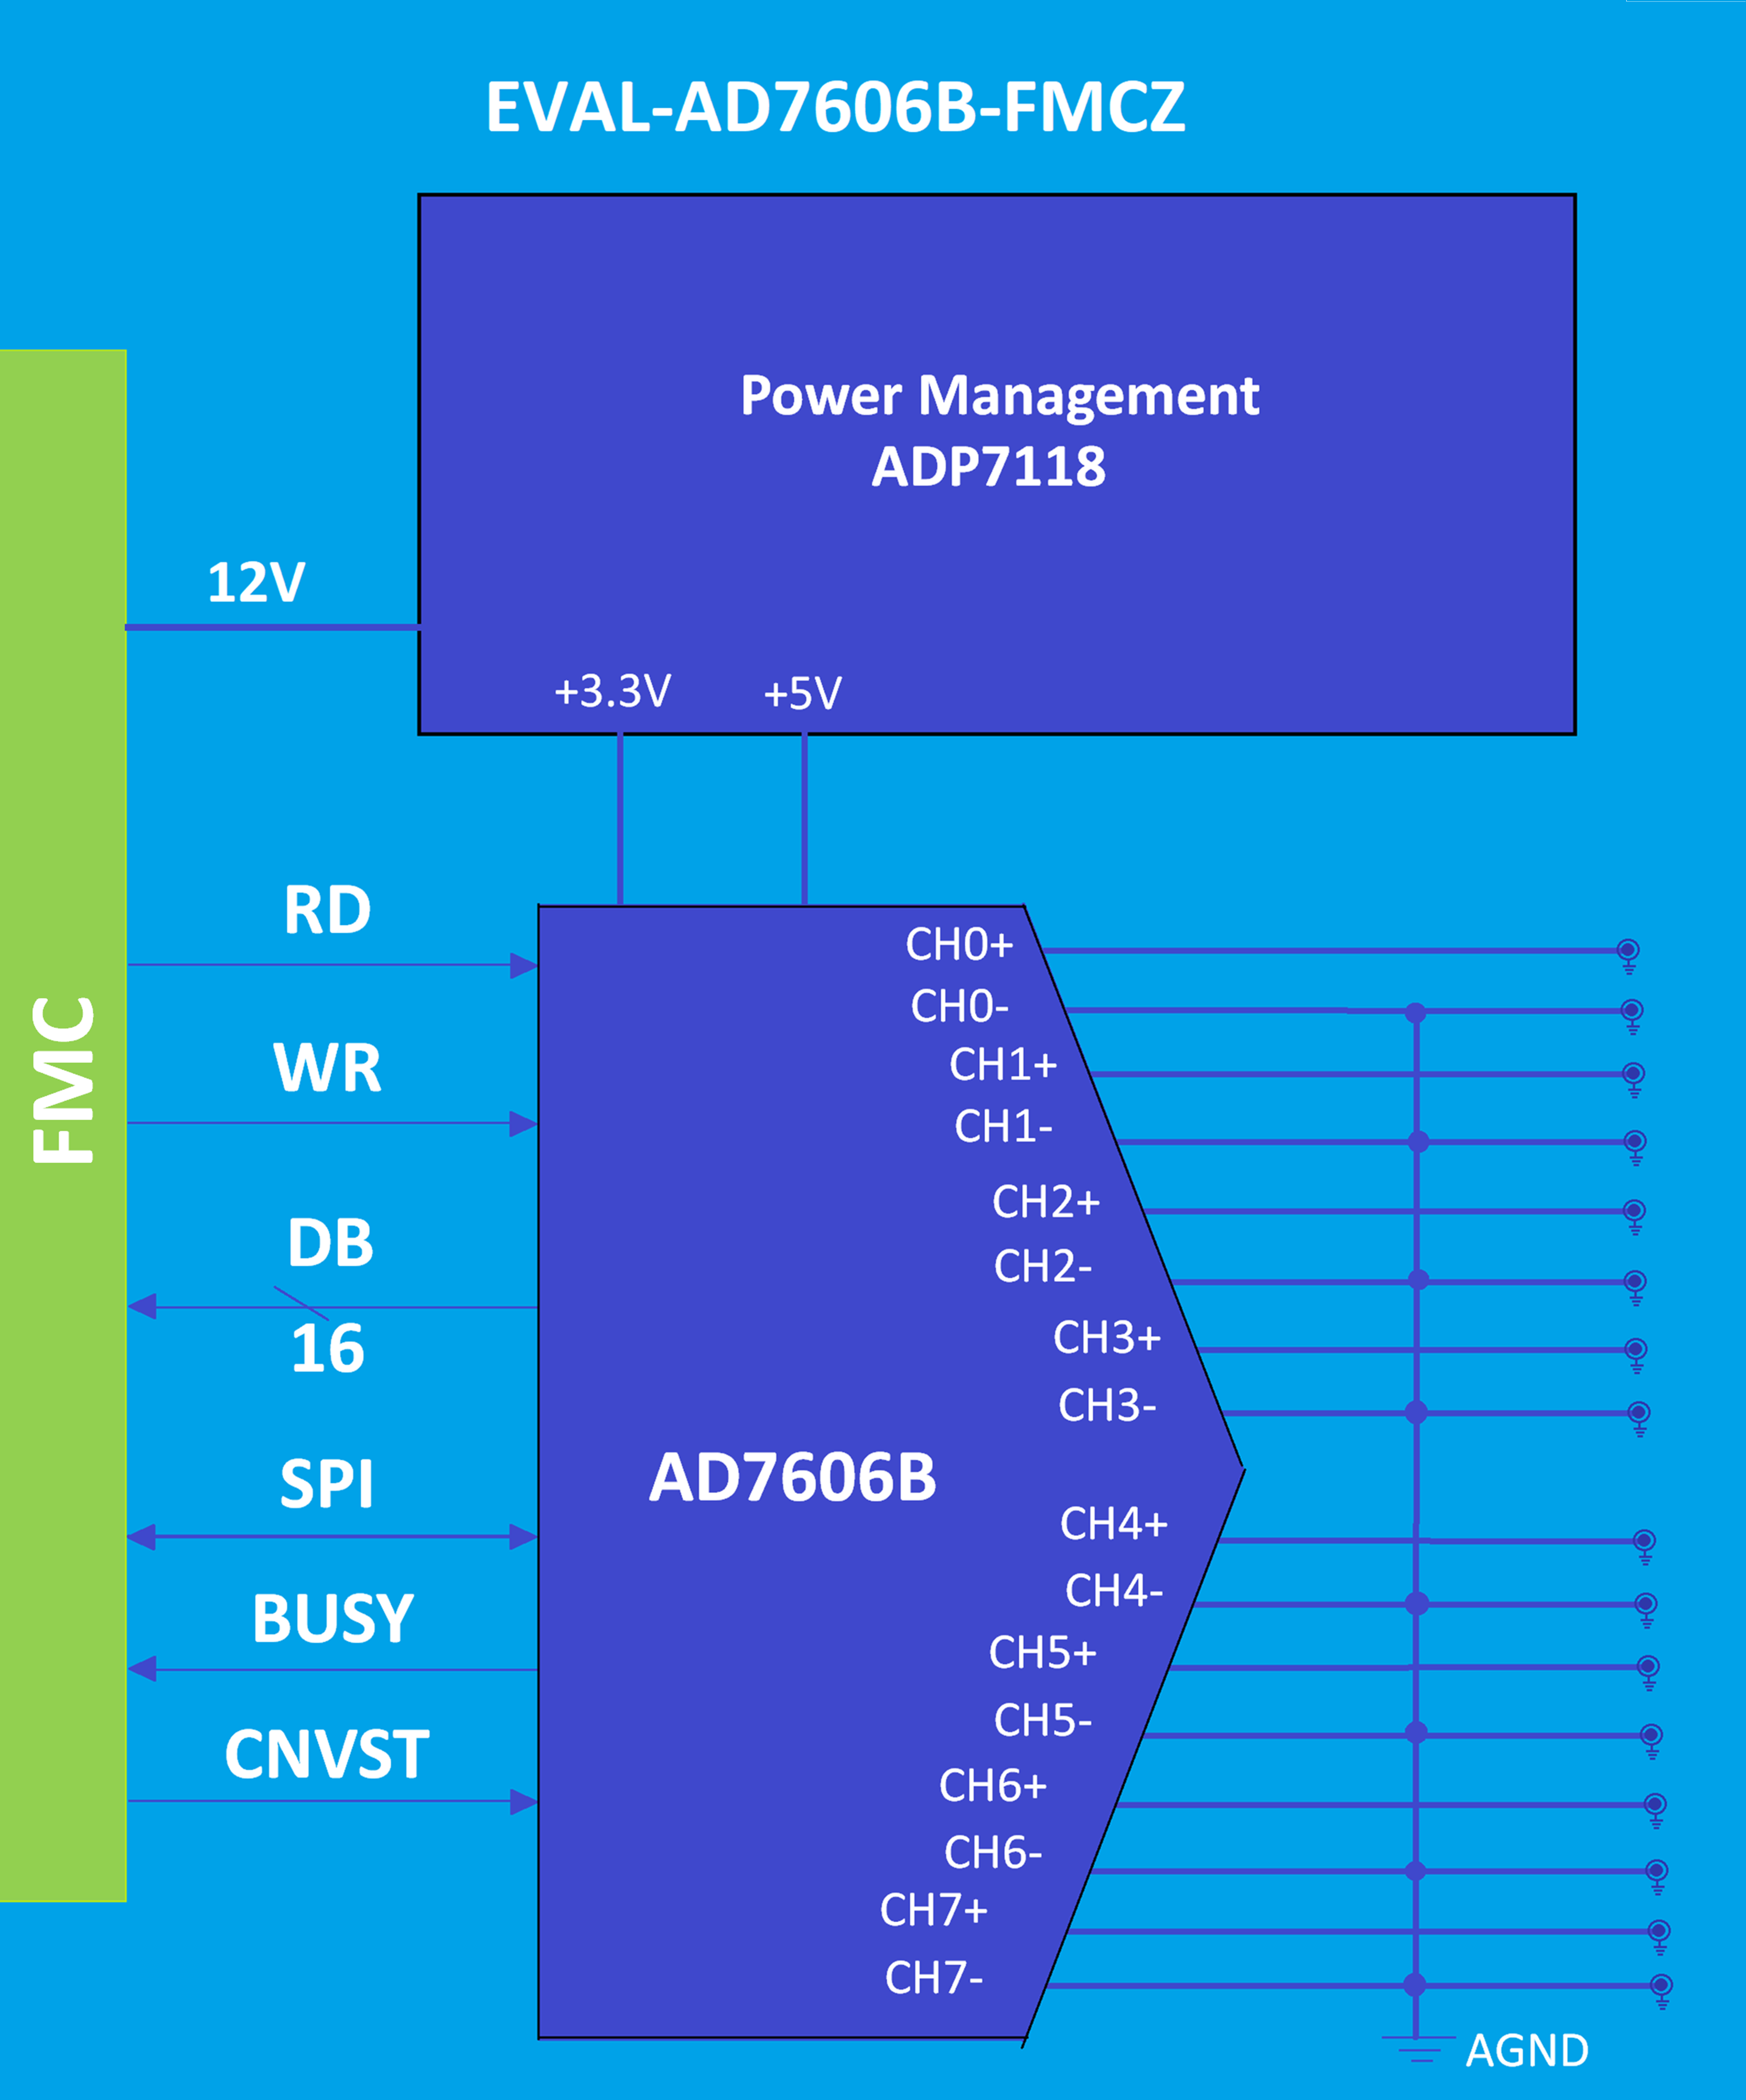 EVAL-AD7606B-FMCZ
Power Management
ADP7118
12V
+3.3V
+5V
FMC
RD
WR
DB
16
SPI
BUSY
CNVST
AD7606B
CH0+
CH0-
CH1+
CH1-
CH2+
CH2-
CH3+
CH3-
CH4+
CH4-
CH5+
CH5-
CH6+
CH6-
CH7+
CH7-
AGND